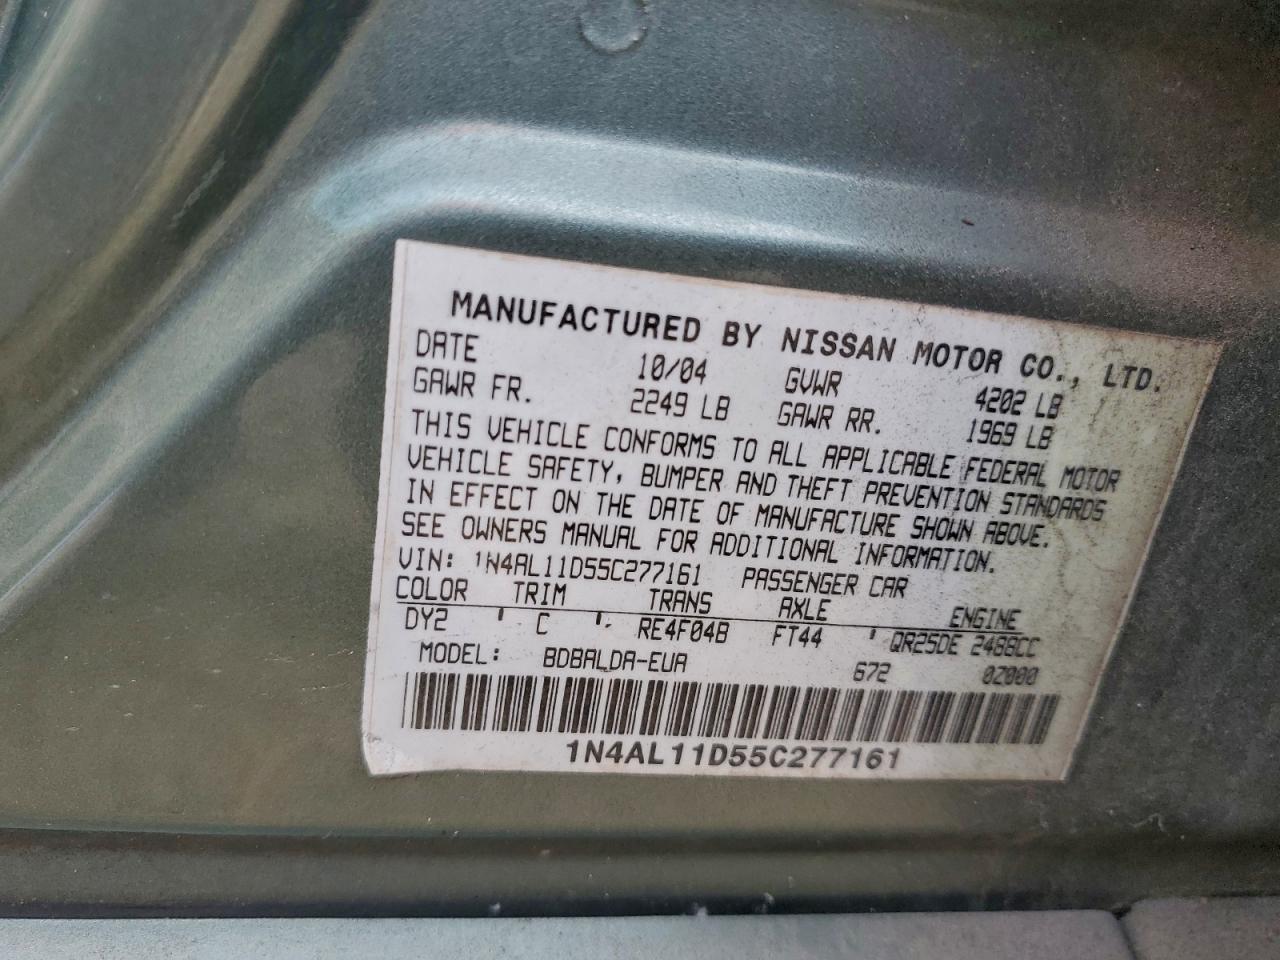 MANUFACTURED BY NISSAN MOTOR CO., LTD.
DATE 10/04 GVWR 4202 LB
GAWR FR. 2249 LB GAWR RR. 1969 LB
THIS VEHICLE CONFORMS TO ALL APPLICABLE FEDERAL MOTOR
VEHICLE SAFETY, BUMPER AND THEFT PREVENTION STANDARDS
IN EFFECT ON THE DATE OF MANUFACTURE SHOWN ABOVE.
SEE OWNERS MANUAL FOR ADDITIONAL INFORMATION.
VIN: 1N4AL11D55C277161 PASSENGER CAR
COLOR TRIM TRANS AXLE ENGINE
DY2 C RE4F04B FT44 QR25DE 2488CC
MODEL: BDBALDA-EUA 672 0Z000
1N4AL11D55C277161